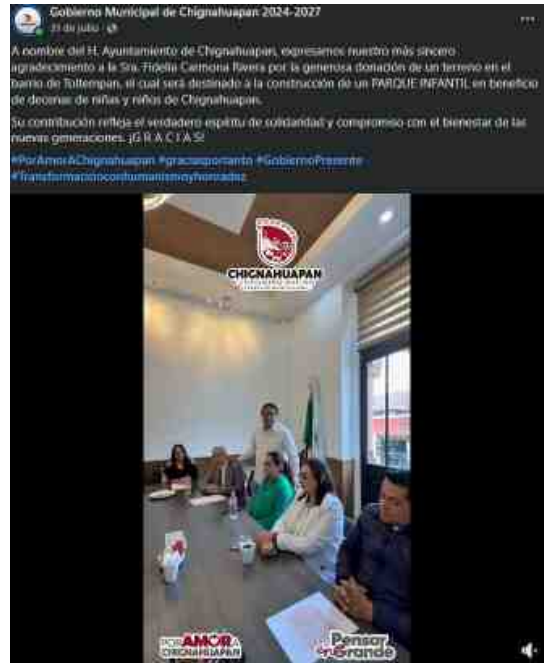 Gobierno Municipal de Chignahuapan 2024-2027
31 de julio
A nombre del H. Ayuntamiento de Chignahuapan, expresamos nuestro más sincero
agradecimiento a la Sra. Fidelia Carmona Rivera por la generosa donación de un terreno en el
barrio de Toltempan, el cual será destinado a la construcción de un PARQUE INFANTIL en beneficio
de decenas de niñas y niños de Chignahuapan.
Su contribución refleja el verdadero espíritu de solidaridad y compromiso con el bienestar de las
nuevas generaciones. ¡G R A C I A S!
#PorAmorAChignahuapan #graciasportanto #GobiernoPresente
#Transformaciónconhumanismoyhonradez
CHIGNAHUAPAN
POR AMOR A
CHIGNAHUAPAN
Pensar
en Grande